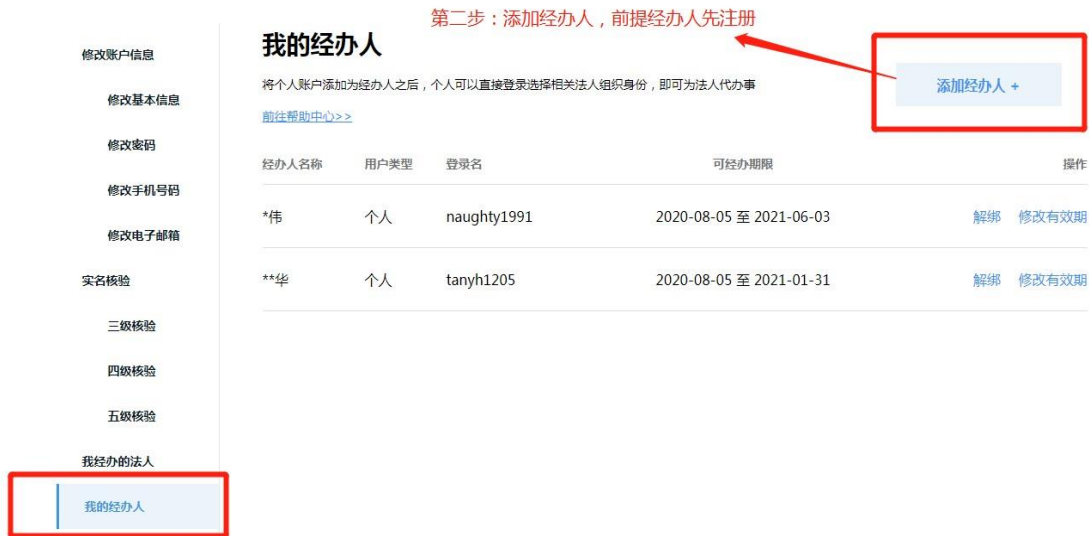 第二步：添加经办人，前提经办人先注册
修改账户信息
修改基本信息
修改密码
修改手机号码
修改电子邮箱
实名核验
三级核验
四级核验
五级核验
我经办的法人
我的经办人
我的经办人
添加经办人 +
将个人账户添加为经办人之后，个人可以直接登录选择相关法人组织身份，即可为法人代办事
前往帮助中心>>
经办人名称 用户类型 登录名 可经办期限 操作
*伟 个人 naughty1991 2020-08-05 至 2021-06-03 解绑 修改有效期
**华 个人 tanyh1205 2020-08-05 至 2021-01-31 解绑 修改有效期